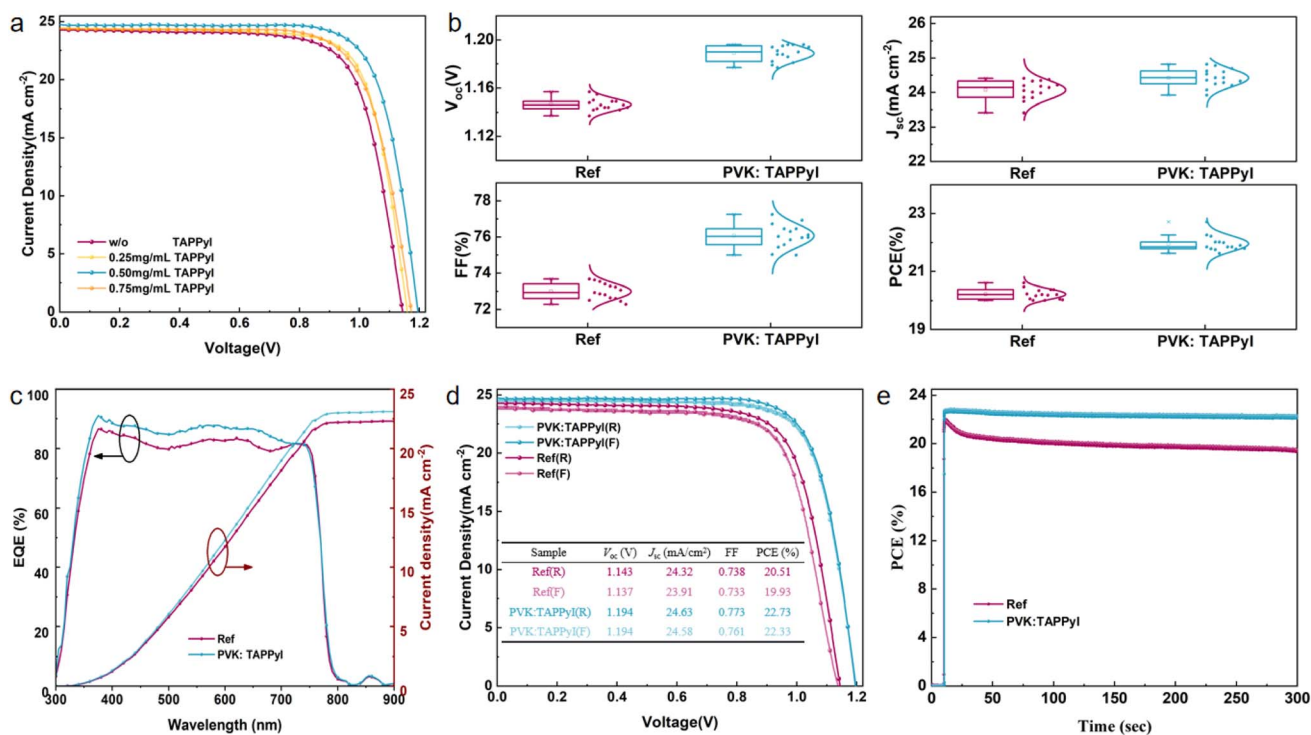 a
Current Density(mA cm-2)
25
20
15
10
5
0
w/o TAPPyI
0.25mg/mL TAPPyI
0.50mg/mL TAPPyI
0.75mg/mL TAPPyI
0.0 0.2 0.4 0.6 0.8 1.0 1.2
Voltage(V)
b
Voc(V)
1.20
1.16
1.12
Ref PVK: TAPPyI
Jsc(mA cm-2)
26
25
24
23
22
Ref PVK: TAPPyI
FF(%)
78
76
74
72
Ref PVK: TAPPyI
PCE(%)
23
22
21
20
19
Ref PVK: TAPPyI
c
EQE (%)
100
80
60
40
20
0
Current density(mA cm-2)
25
20
15
10
5
0
Ref
PVK: TAPPyI
300 400 500 600 700 800 900
Wavelength (nm)
d
Current Density(mA cm-2)
25
20
15
10
5
0
PVK:TAPPyI(R)
PVK:TAPPyI(F)
Ref(R)
Ref(F)
Sample Voc (V) Jsc (mA/cm2) FF PCE (%)
Ref(R) 1.143 24.32 0.738 20.51
Ref(F) 1.137 23.91 0.733 19.93
PVK:TAPPyI(R) 1.194 24.63 0.773 22.73
PVK:TAPPyI(F) 1.194 24.58 0.761 22.33
0.0 0.2 0.4 0.6 0.8 1.0 1.2
Voltage(V)
e
PCE (%)
24
21
18
15
12
9
6
3
0
Ref
PVK:TAPPyI
0 50 100 150 200 250 300
Time (sec)